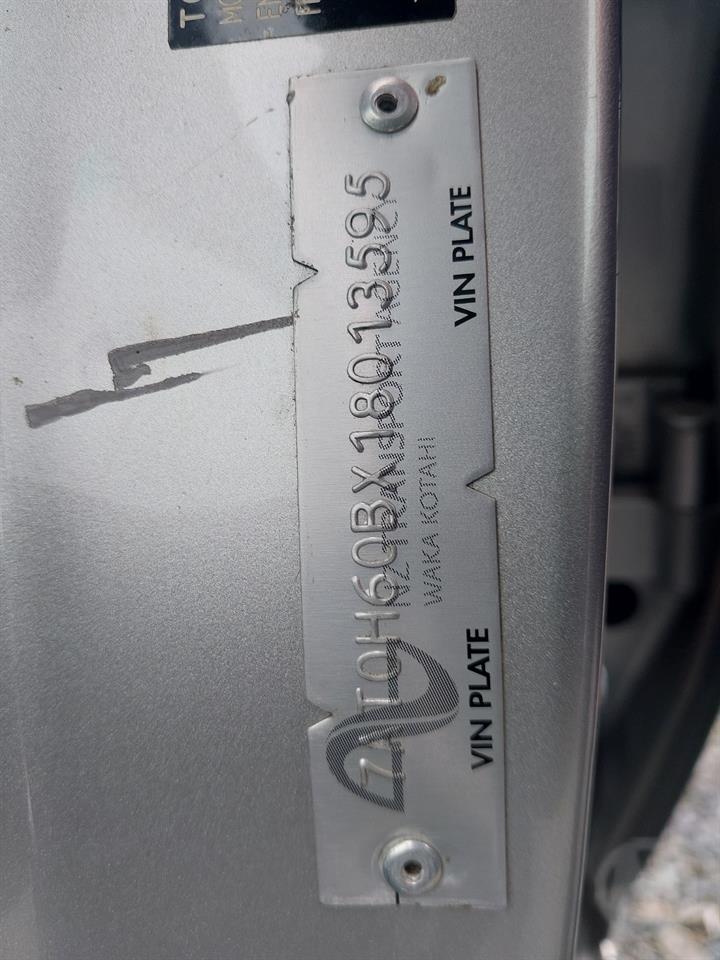 7AT0H60BX18013595
NZ TRANSPORT AGENCY
WAKA KOTAHI
VIN PLATE VIN PLATE